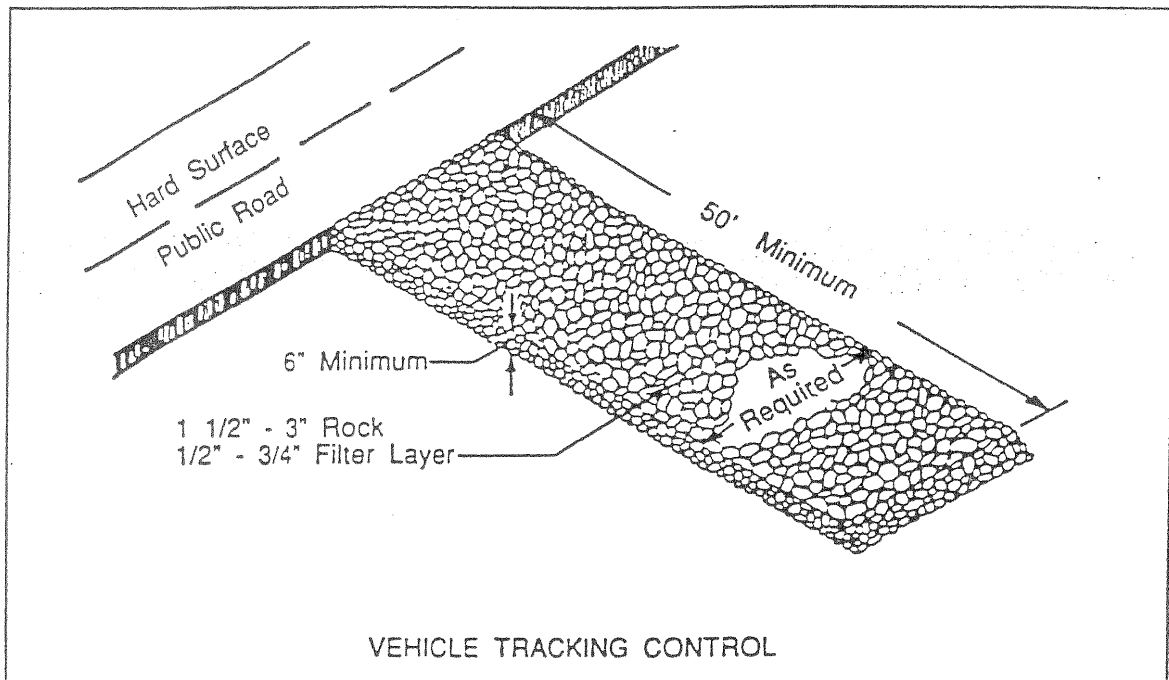 Hard Surface
Public Road
50' Minimum
6" Minimum
As
Required
1 1/2" - 3" Rock
1/2" - 3/4" Filter Layer
VEHICLE TRACKING CONTROL